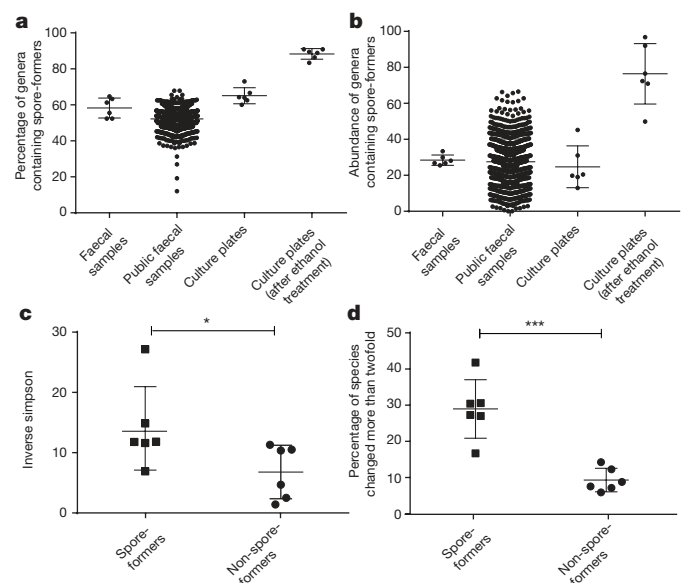 a
Percentage of genera
containing spore-formers
100
80
60
40
20
0
Faecal
samples
Public faecal
samples
Culture plates
Culture plates
(after ethanol
treatment)
b
Abundance of genera
containing spore-formers
100
80
60
40
20
0
Faecal
samples
Public faecal
samples
Culture plates
Culture plates
(after ethanol
treatment)
c
Inverse simpson
30
20
10
0
*
Spore-
formers
Non-spore-
formers
d
Percentage of species
changed more than twofold
50
40
30
20
10
0
***
Spore-
formers
Non-spore-
formers